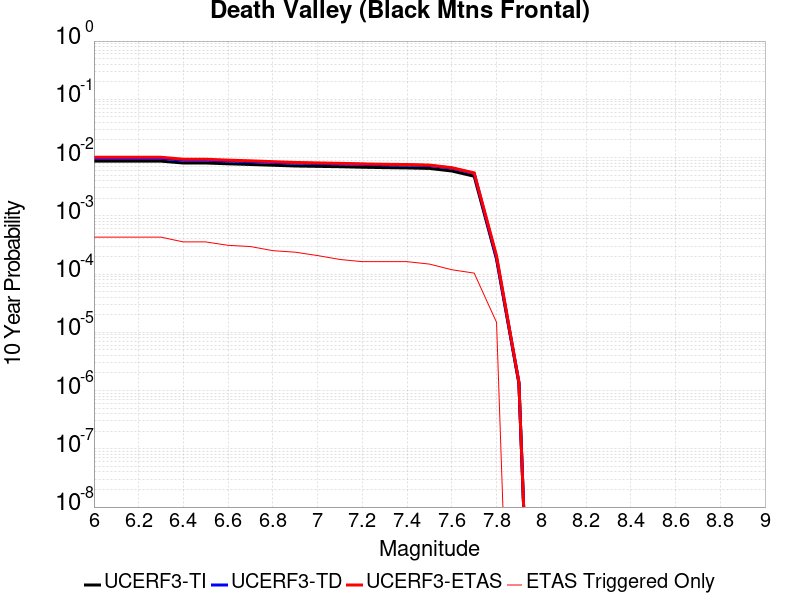 Death Valley (Black Mtns Frontal)
10 0
10 -1
10 -2
10 -3
10 -4
10 -5
10 -6
10 -7
10 -8
10 Year Probability
6 6.2 6.4 6.6 6.8 7 7.2 7.4 7.6 7.8 8 8.2 8.4 8.6 8.8 9
Magnitude
UCERF3-TI UCERF3-TD UCERF3-ETAS ETAS Triggered Only